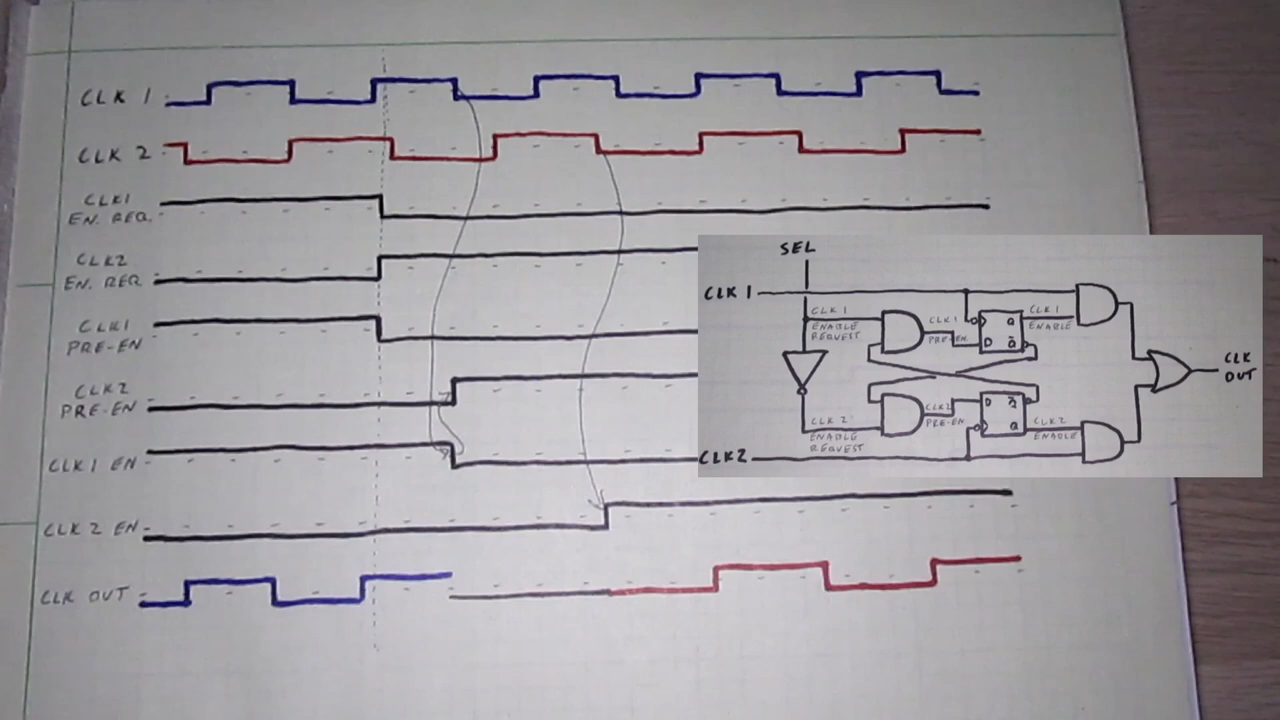 CLK 1
CLK 2
CLK1
EN. REQ.
CLK2
EN. REQ
CLK1
PRE-EN
CLK2
PRE-EN
CLK1 EN
CLK 2 EN
CLK OUT
SEL
CLK 1
CLK 1
ENABLE
REQUEST
CLK 1
PRE-EN.
D
Q
Q̅
CLK 1
ENABLE
CLK
OUT
CLK 2
ENABLE
REQUEST
CLK2
PRE-EN
D
Q̅
Q
CLK2
ENABLE
CLK2